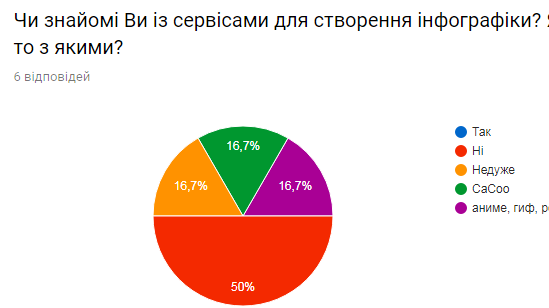 Чи знайомі Ви із сервісами для створення інфографіки?
то з якими?
6 відповідей
16,7%
16,7%
16,7%
50%
Так
Ні
Недуже
CaCoo
аниме, гиф,